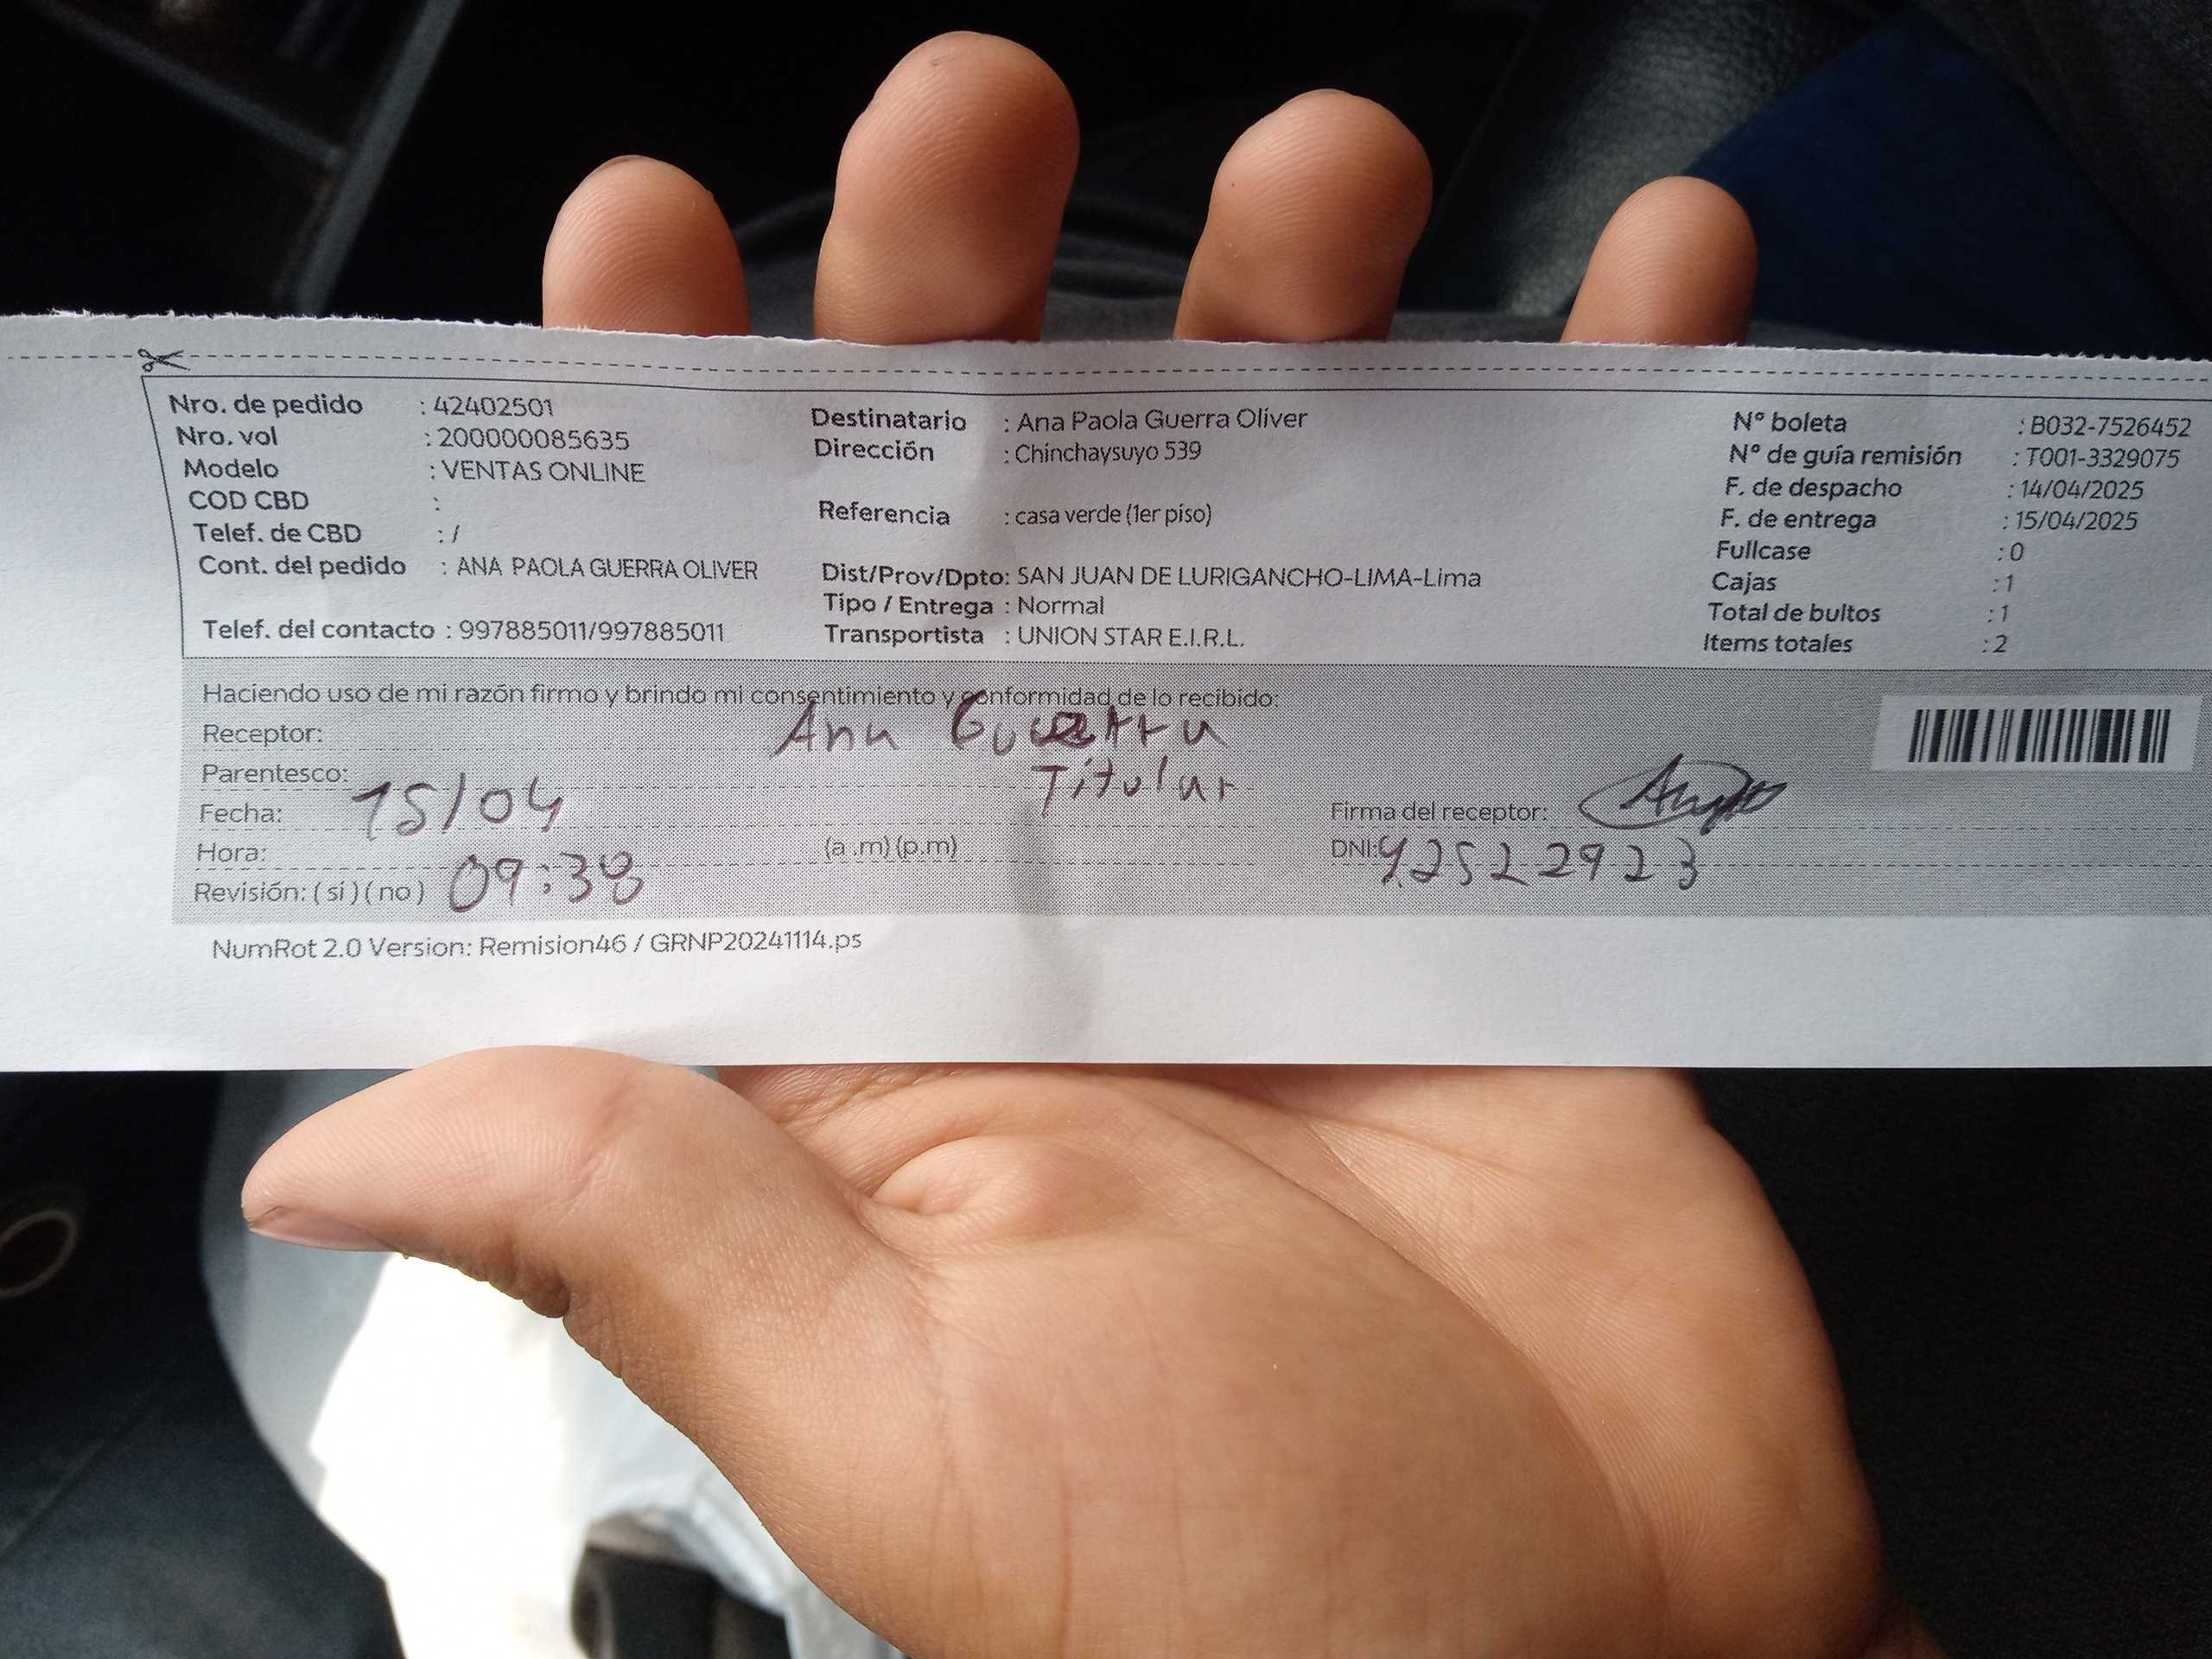 Nro. de pedido : 42402501
Nro. vol : 200000085635
Modelo : VENTAS ONLINE
COD CBD :
Telef. de CBD : /
Cont. del pedido : ANA PAOLA GUERRA OLIVER
Telef. del contacto : 997885011/997885011
Destinatario : Ana Paola Guerra Oliver
Dirección : Chinchaysuyo 539
Referencia : casa verde (1er piso)
Dist/Prov/Dpto: SAN JUAN DE LURIGANCHO-LIMA-Lima
Tipo / Entrega : Normal
Transportista : UNION STAR E.I.R.L.
N° boleta : B032-7526452
N° de guía remisión : T001-3329075
F. de despacho : 14/04/2025
F. de entrega : 15/04/2025
Fullcase : 0
Cajas : 1
Total de bultos : 1
Items totales : 2
Haciendo uso de mi razón firmo y brindo mi consentimiento y conformidad de lo recibido:
Receptor: Ana Guerra
Parentesco: Titular
Fecha: 15/04
Hora: 09:38 (a .m) (p.m)
Revisión: ( si ) ( no )
Firma del receptor:
DNI: 42522923
NumRot 2.0 Version: Remision46 / GRNP20241114.ps